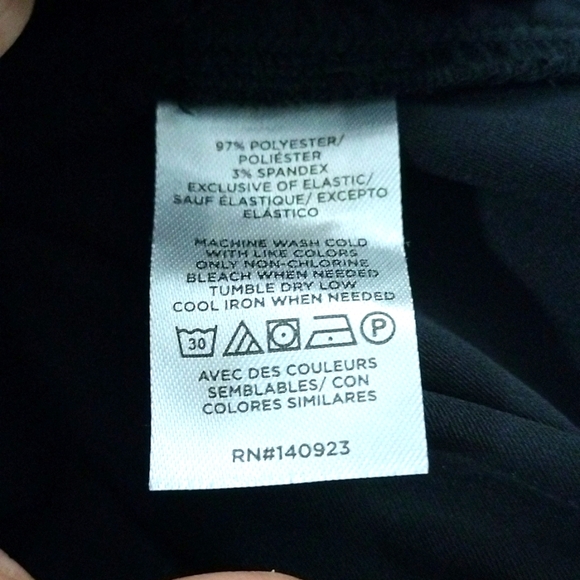 97% POLYESTER/
POLIÉSTER
3% SPANDEX
EXCLUSIVE OF ELASTIC/
SAUF ÉLASTIQUE/ EXCEPTO
ELÁSTICO
MACHINE WASH COLD
WITH LIKE COLORS
ONLY NON-CHLORINE
BLEACH WHEN NEEDED
TUMBLE DRY LOW
COOL IRON WHEN NEEDED
30 P
AVEC DES COULEURS
SEMBLABLES/ CON
COLORES SIMILARES
RN#140923